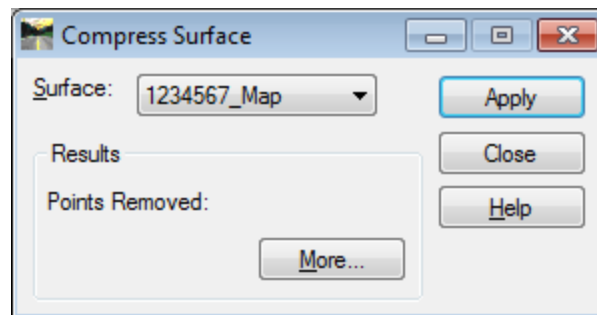 Compress Surface
Surface: 1234567_Map
Apply
Results
Close
Points Removed:
Help
More...